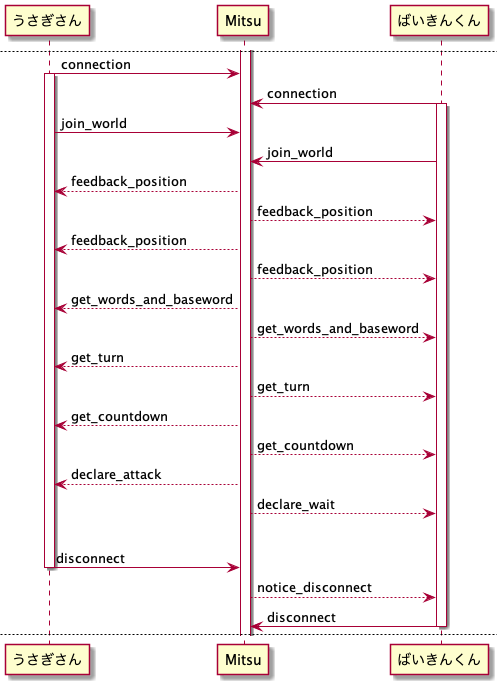 うさぎさん
Mitsu
ばいきんくん
connection
connection
join_world
join_world
feedback_position
feedback_position
feedback_position
feedback_position
get_words_and_baseword
get_words_and_baseword
get_turn
get_turn
get_countdown
get_countdown
declare_attack
declare_wait
disconnect
notice_disconnect
disconnect
うさぎさん
Mitsu
ばいきんくん